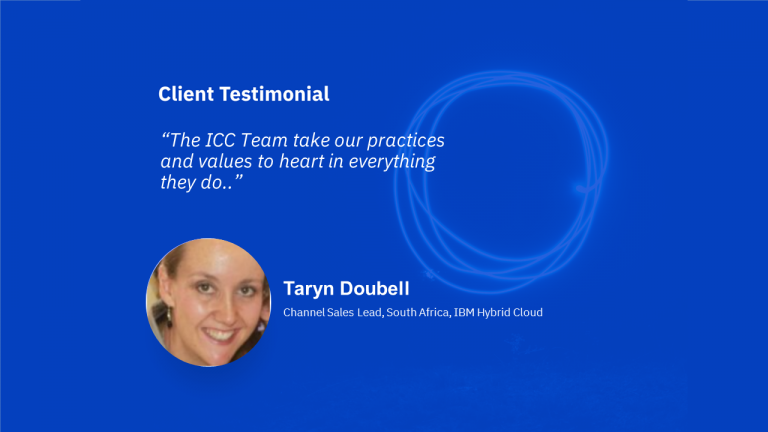 Client Testimonial
“The ICC Team take our practices
and values to heart in everything
they do..”
Taryn Doubell
Channel Sales Lead, South Africa, IBM Hybrid Cloud